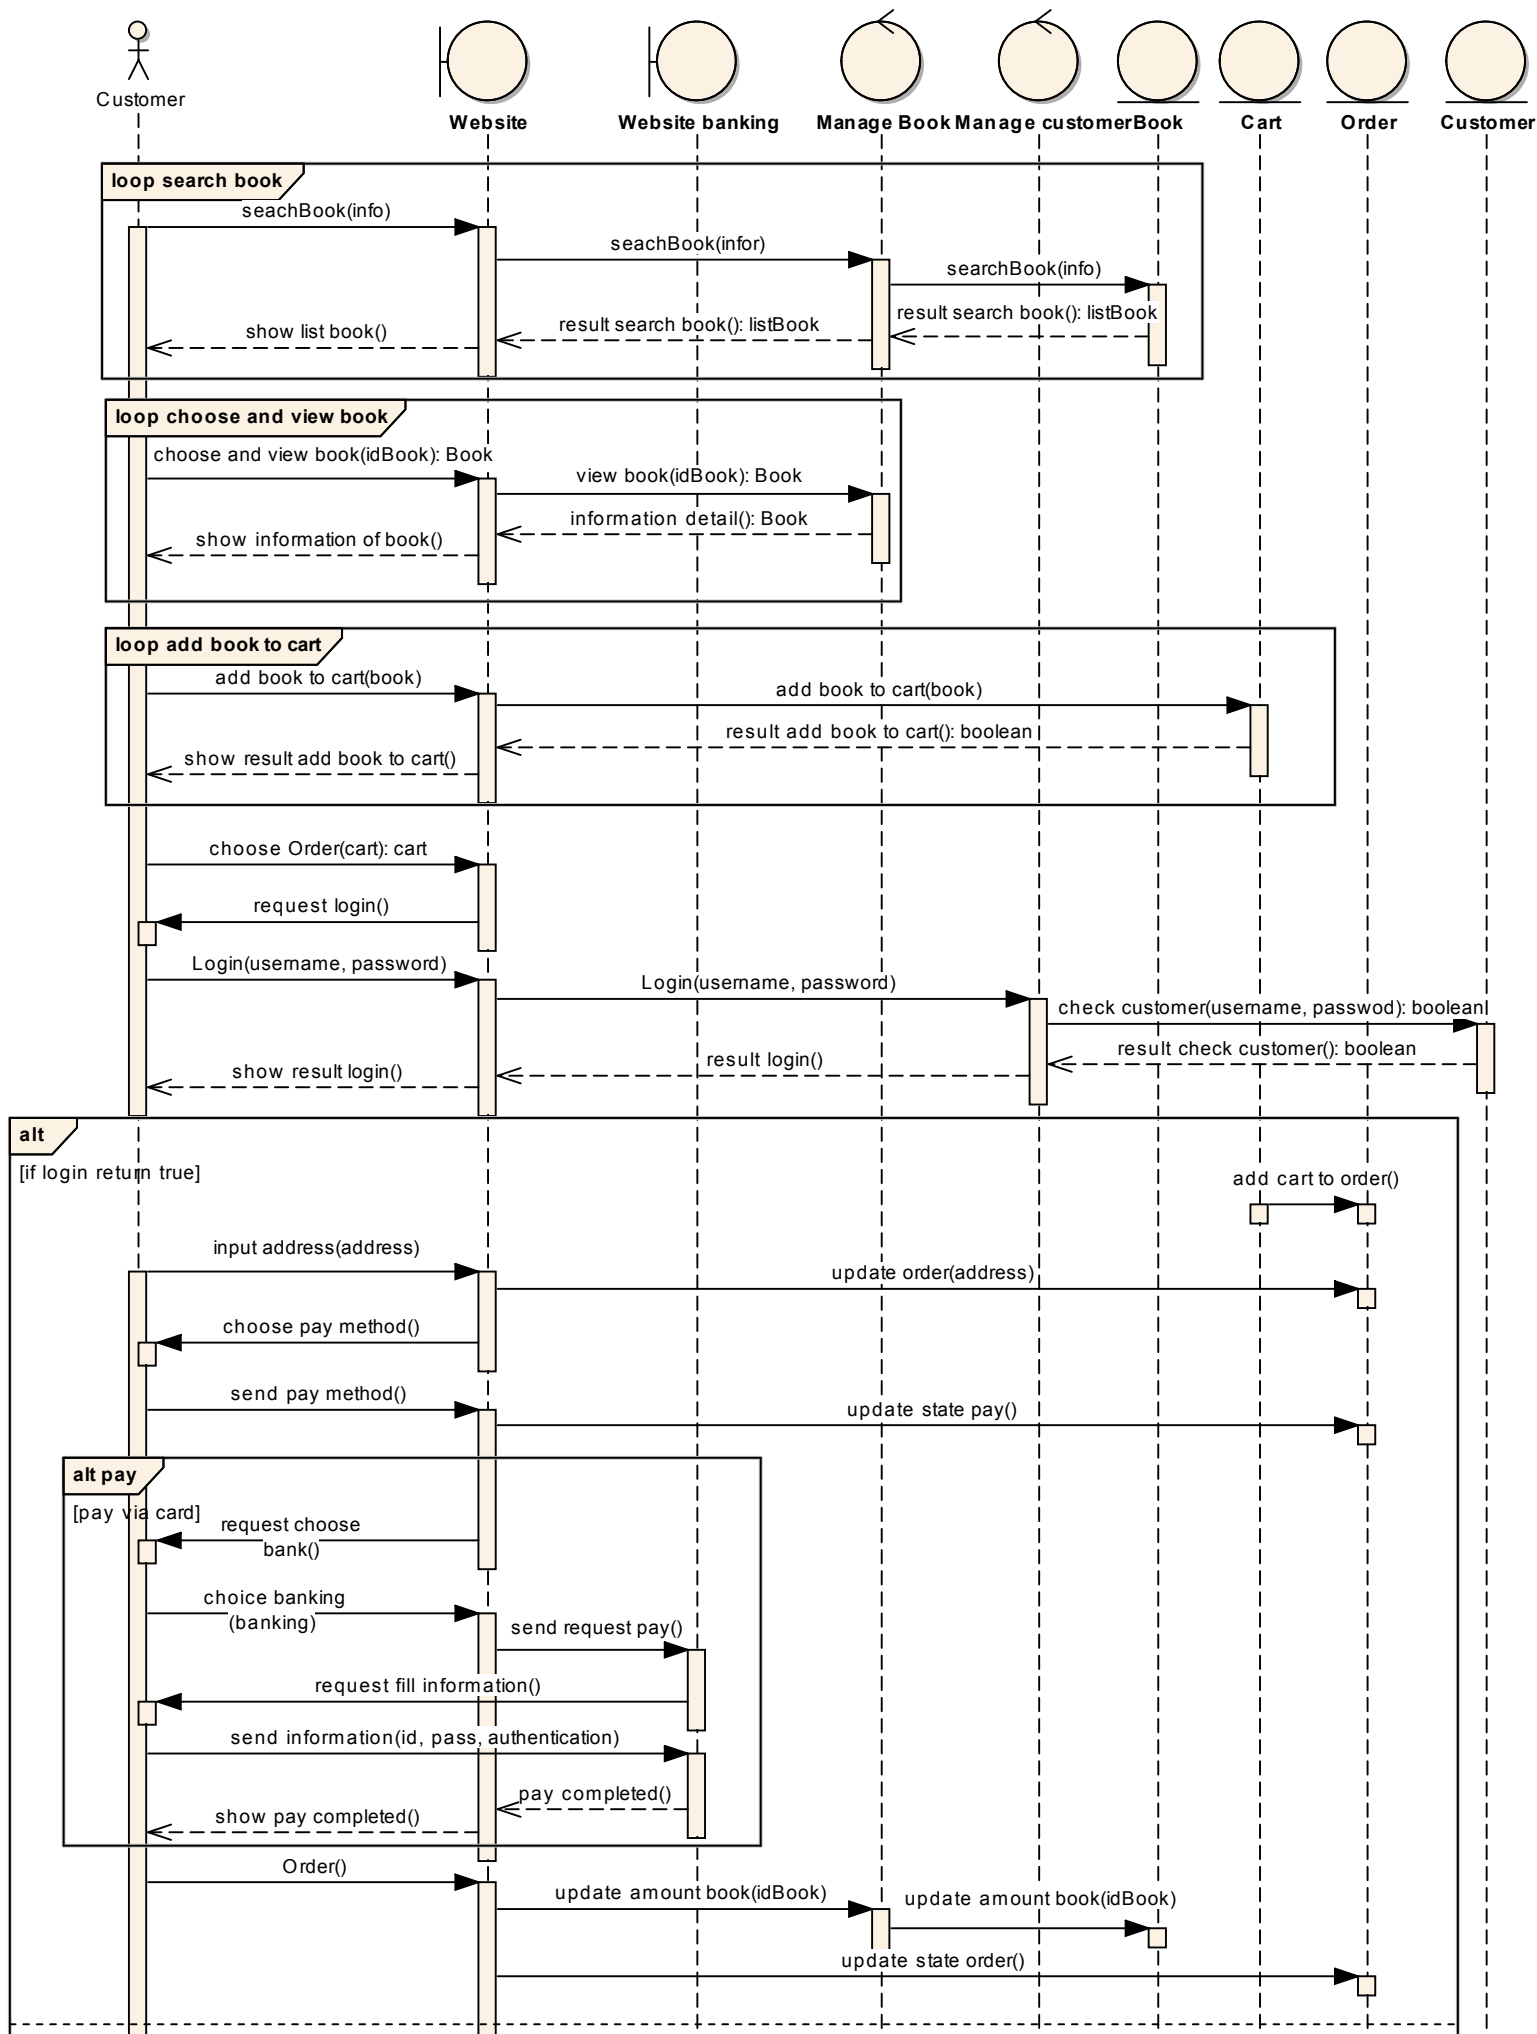 Customer
Website
Website banking
Manage Book
Manage customer
Book
Cart
Order
Customer
loop search book
seachBook(info)
seachBook(infor)
searchBook(info)
result search book(): listBook
result search book(): listBook
show list book()
loop choose and view book
choose and view book(idBook): Book
view book(idBook): Book
information detail(): Book
show information of book()
loop add book to cart
add book to cart(book)
add book to cart(book)
result add book to cart(): boolean
show result add book to cart()
choose Order(cart): cart
request login()
Login(username, password)
Login(username, password)
check customer(username, passwod): boolean
result check customer(): boolean
result login()
show result login()
alt
[if login return true]
add cart to order()
input address(address)
update order(address)
choose pay method()
send pay method()
update state pay()
alt pay
[pay via card]
request choose
bank()
choice banking
(banking)
send request pay()
request fill information()
send information(id, pass, authentication)
pay completed()
show pay completed()
Order()
update amount book(idBook)
update amount book(idBook)
update state order()